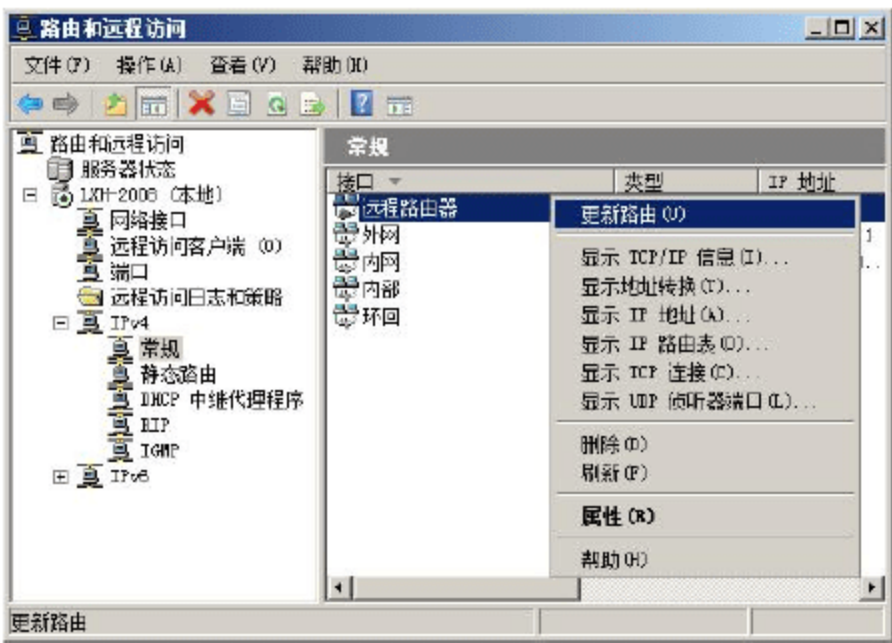 路由和远程访问
文件(F) 操作(A) 查看(V) 帮助(H)
路由和远程访问
服务器状态
LXH-2008 (本地)
网络接口
远程访问客户端 (0)
端口
远程访问日志和策略
IPv4
常规
静态路由
DHCP 中继代理程序
RIP
IGMP
IPv6
常规
接口 类型 IP 地址
远程路由器
外网
内网
内部
环回
更新路由(U)
显示 TCP/IP 信息(I)...
显示地址转换(T)...
显示 IP 地址(A)...
显示 IP 路由表(O)...
显示 TCP 连接(C)...
显示 UDP 侦听器端口(L)...
删除(D)
刷新(F)
属性(R)
帮助(H)
更新路由